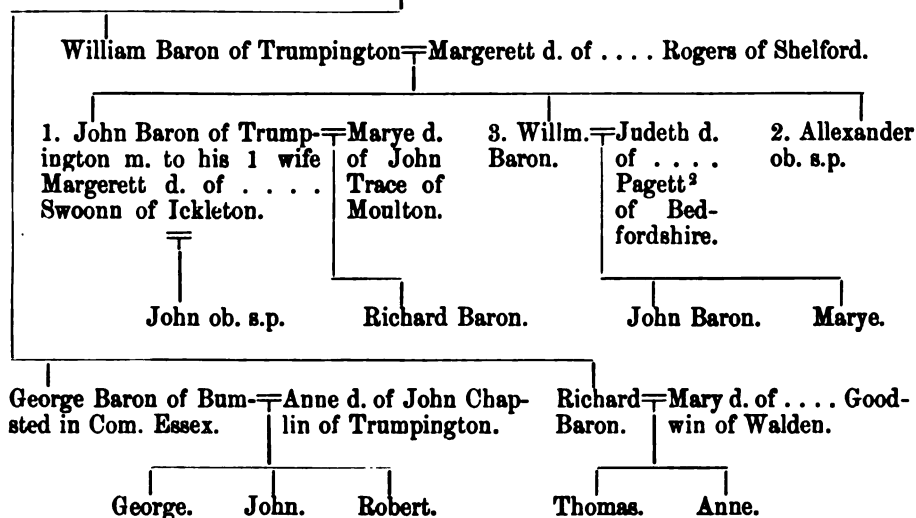 William Baron of Trumpington Margerett d. of .... Rogers of Shelford.
1. John Baron of Trump-
ington m. to his 1 wife
Margerett d. of ....
Swoonn of Ickleton.
Marye d.
of John
Trace of
Moulton.
3. Willm.
Baron.
Judeth d.
of ....
Pagett²
of Bed-
fordshire.
2. Allexander
ob. s.p.
John ob. s.p.
Richard Baron.
John Baron.
Marye.
George Baron of Bum-
sted in Com. Essex.
Anne d. of John Chap-
lin of Trumpington.
Richard
Baron.
Mary d. of .... Good-
win of Walden.
George.
John.
Robert.
Thomas.
Anne.